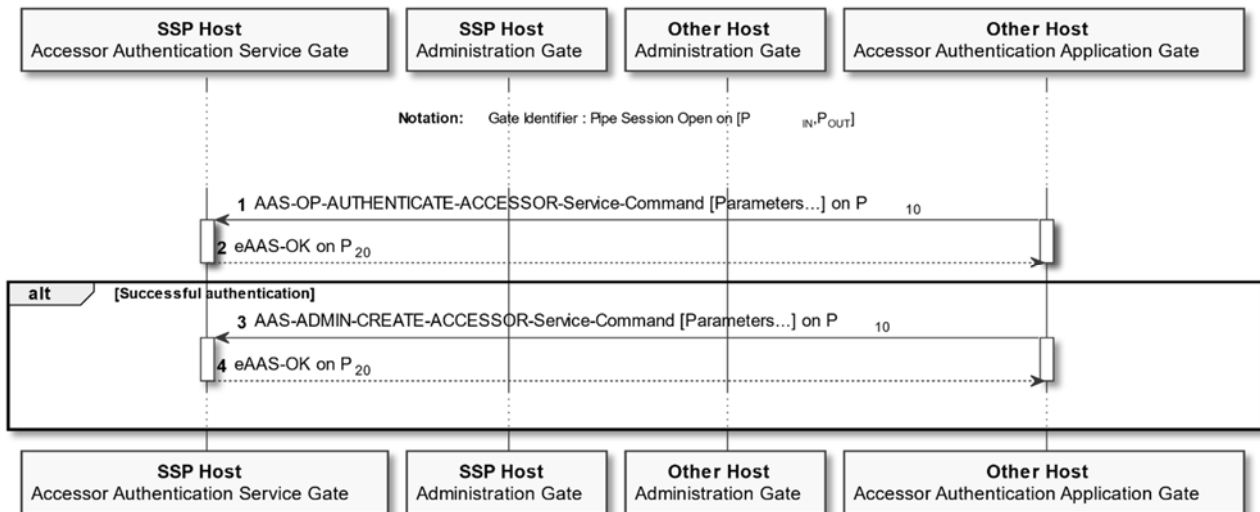 SSP Host SSP Host Other Host Other Host
Accessor Authentication Service Gate Administration Gate Administration Gate Accessor Authentication Application Gate
Notation: Gate Identifier : Pipe Session Open on [P IN,POUT]
1 AAS-OP-AUTHENTICATE-ACCESSOR-Service-Command [Parameters...] on P 10
2 eAAS-OK on P20
alt [Successful authentication]
3 AAS-ADMIN-CREATE-ACCESSOR-Service-Command [Parameters...] on P 10
4 eAAS-OK on P20
SSP Host SSP Host Other Host Other Host
Accessor Authentication Service Gate Administration Gate Administration Gate Accessor Authentication Application Gate